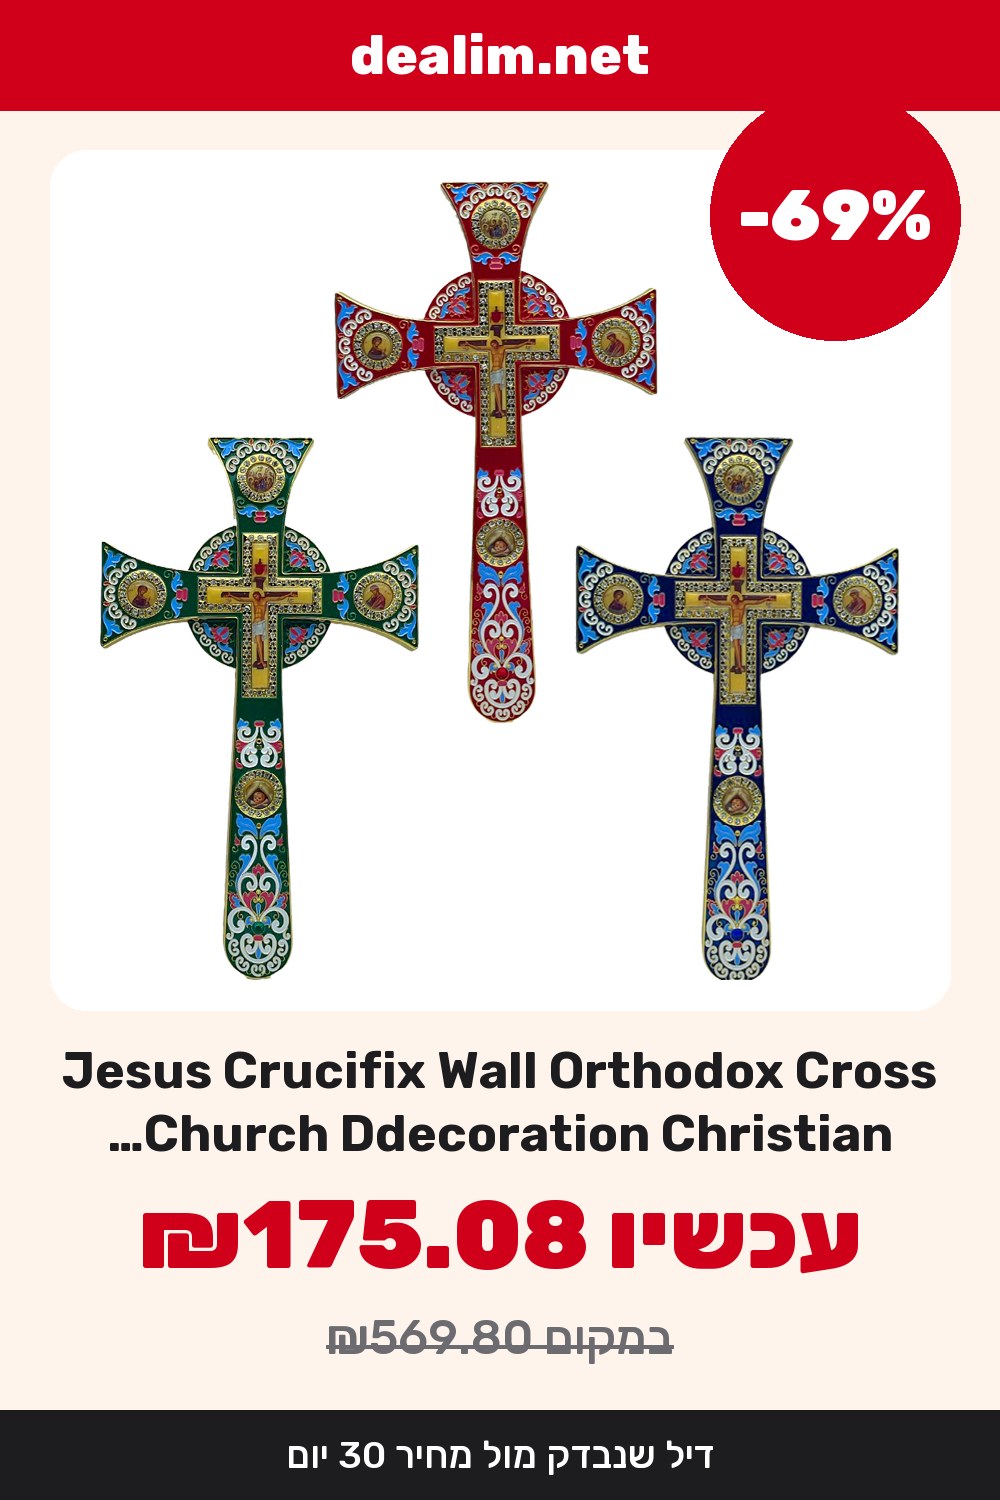 dealim.net
-69%
Jesus Crucifix Wall Orthodox Cross
Church Ddecoration Christian...
עכשיו ₪175.08
במקום ₪569.80
דיל שנבדק מול מחיר 30 יום